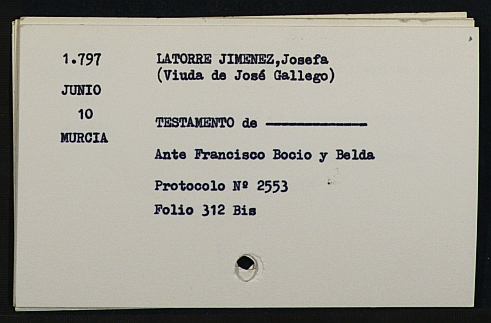 1.797
JUNIO
10
MURCIA
LATORRE JIMENEZ,Josefa
(Viuda de José Gallego)
TESTAMENTO de ——————
Ante Francisco Bocio y Belda
Protocolo Nº 2553
Folio 312 Bis